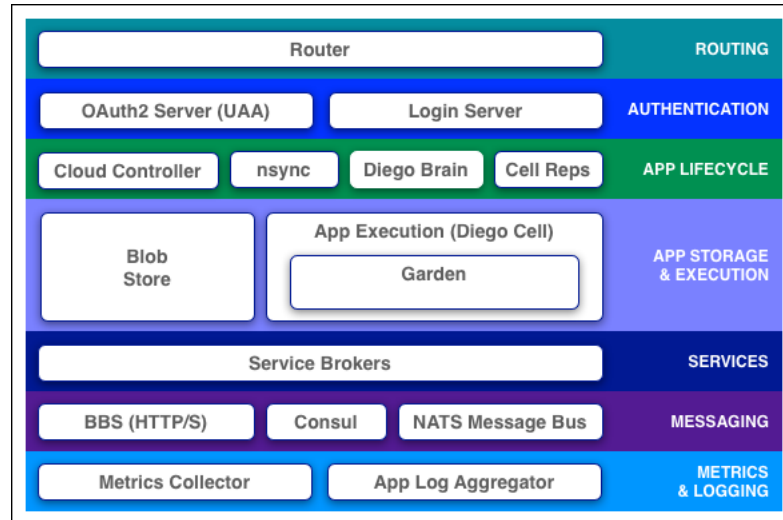 Router
ROUTING
OAuth2 Server (UAA)
Login Server
AUTHENTICATION
Cloud Controller
nsync
Diego Brain
Cell Reps
APP LIFECYCLE
Blob
Store
App Execution (Diego Cell)
Garden
APP STORAGE
& EXECUTION
Service Brokers
SERVICES
BBS (HTTP/S)
Consul
NATS Message Bus
MESSAGING
Metrics Collector
App Log Aggregator
METRICS
& LOGGING